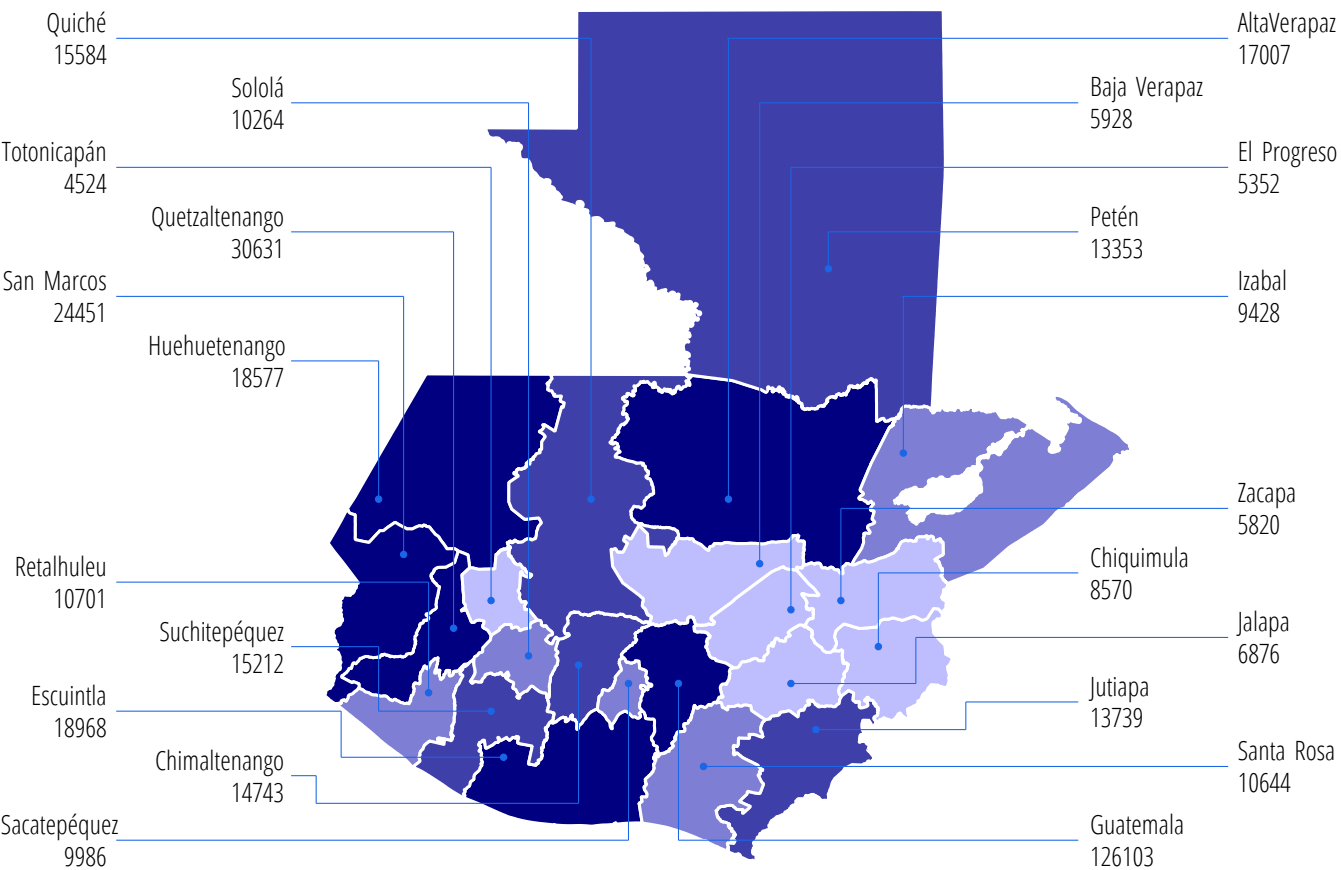 Quiché
15584
Sololá
10264
Totonicapán
4524
Quetzaltenango
30631
San Marcos
24451
Huehuetenango
18577
Retalhuleu
10701
Suchitepéquez
15212
Escuintla
18968
Chimaltenango
14743
Sacatepéquez
9986
AltaVerapaz
17007
Baja Verapaz
5928
El Progreso
5352
Petén
13353
Izabal
9428
Zacapa
5820
Chiquimula
8570
Jalapa
6876
Jutiapa
13739
Santa Rosa
10644
Guatemala
126103